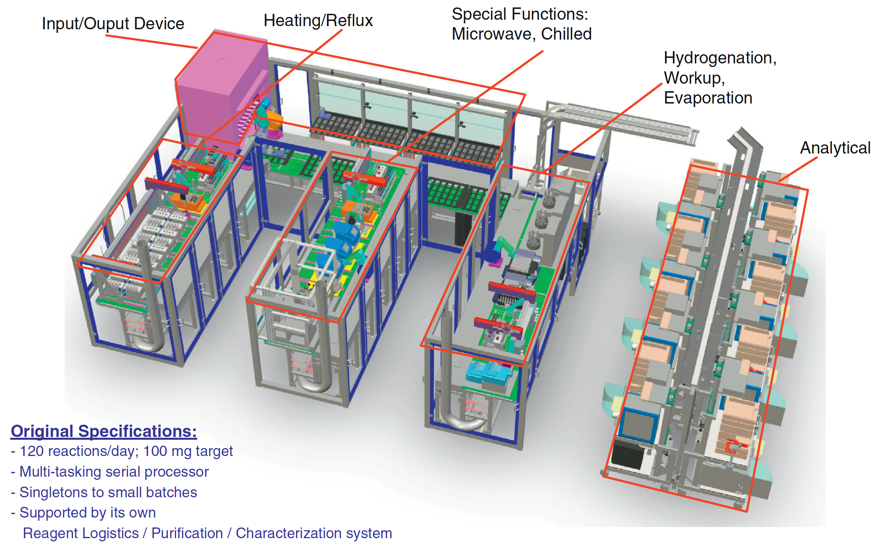 Input/Ouput Device
Heating/Reflux
Special Functions:
Microwave, Chilled
Hydrogenation,
Workup,
Evaporation
Analytical
Original Specifications:
- 120 reactions/day; 100 mg target
- Multi-tasking serial processor
- Singletons to small batches
- Supported by its own
Reagent Logistics / Purification / Characterization system